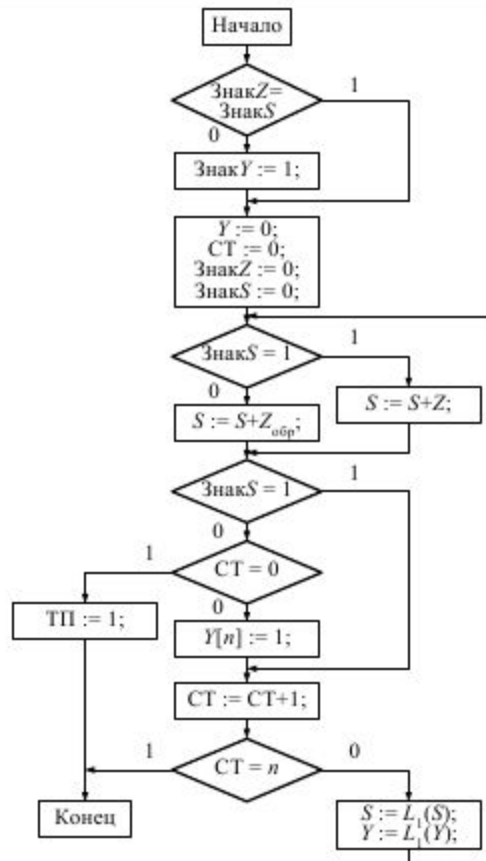 Начало
ЗнакZ=
ЗнакS
1
0
ЗнакY := 1;
Y := 0;
СТ := 0;
ЗнакZ := 0;
ЗнакS := 0;
ЗнакS = 1
1
0
S := S+Z;
S := S+Zобр;
ЗнакS = 1
1
0
СТ = 0
1
0
ТП := 1;
Y[n] := 1;
СТ := СТ+1;
СТ = n
1
0
Конец
S := L1(S);
Y := L1(Y);